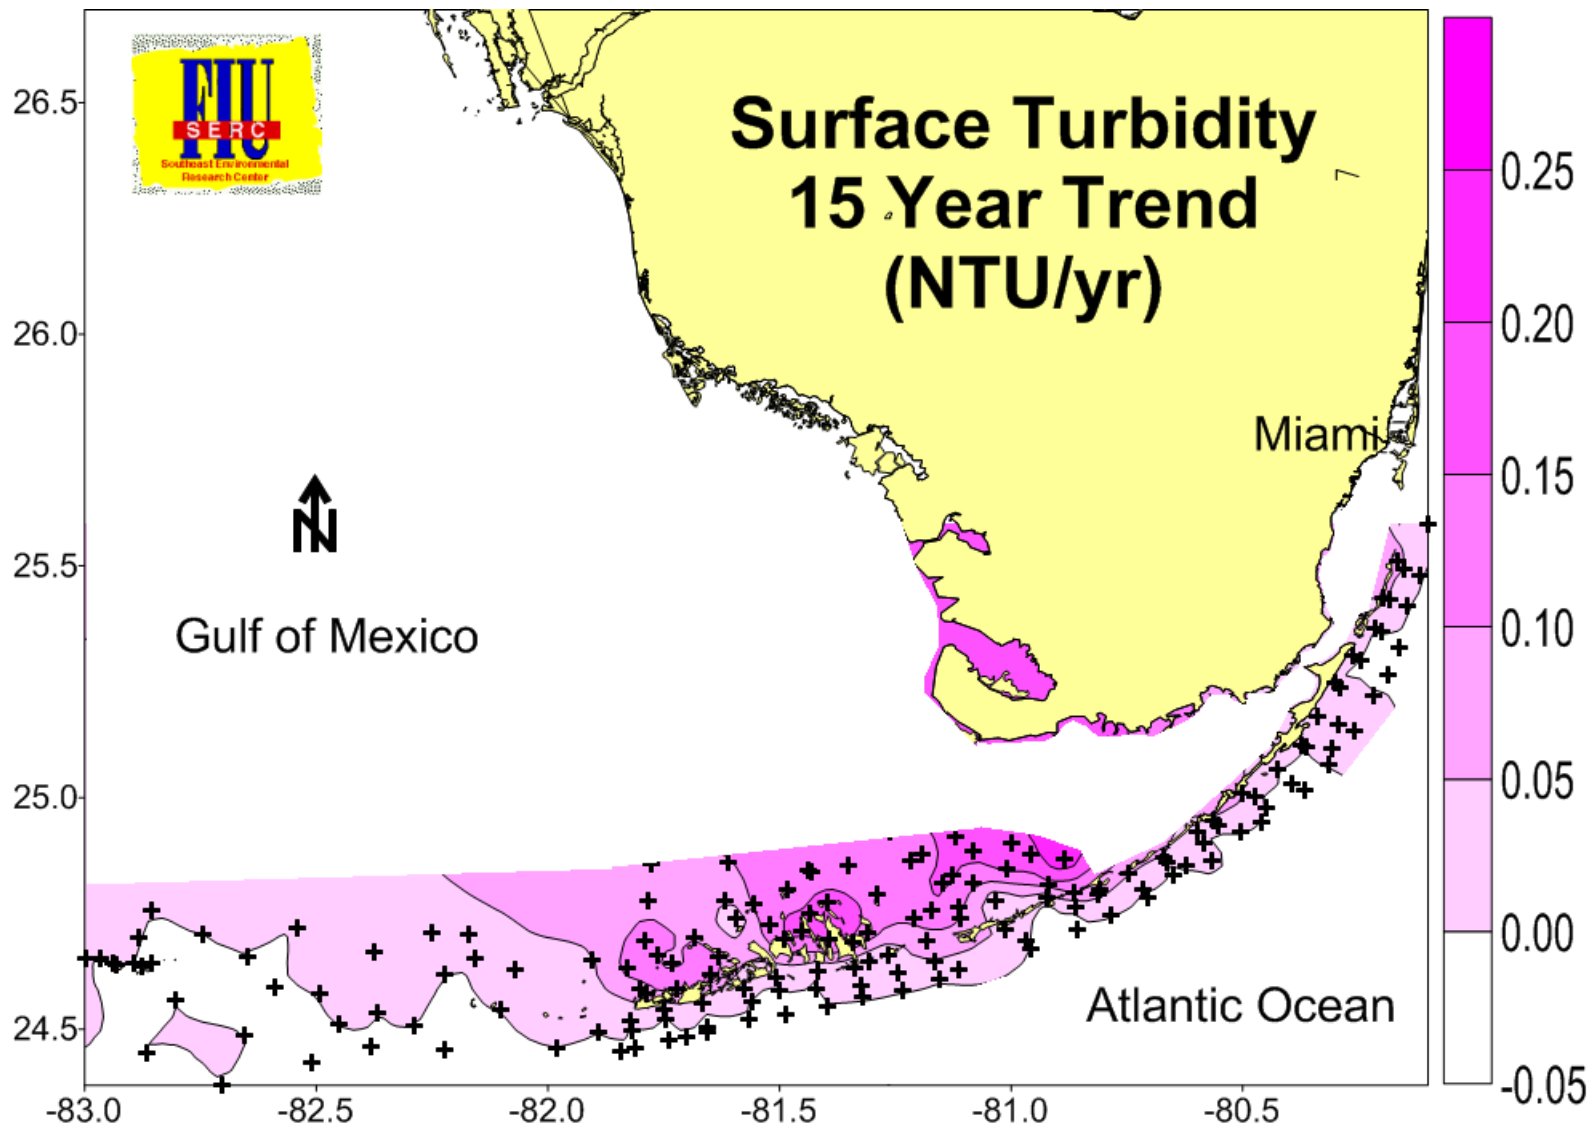 FIU
SERC
Southeast Environmental
Research Center
Surface Turbidity
15 Year Trend
(NTU/yr)
Miami
N
Gulf of Mexico
Atlantic Ocean
26.5
26.0
25.5
25.0
24.5
-83.0
-82.5
-82.0
-81.5
-81.0
-80.5
0.25
0.20
0.15
0.10
0.05
0.00
-0.05